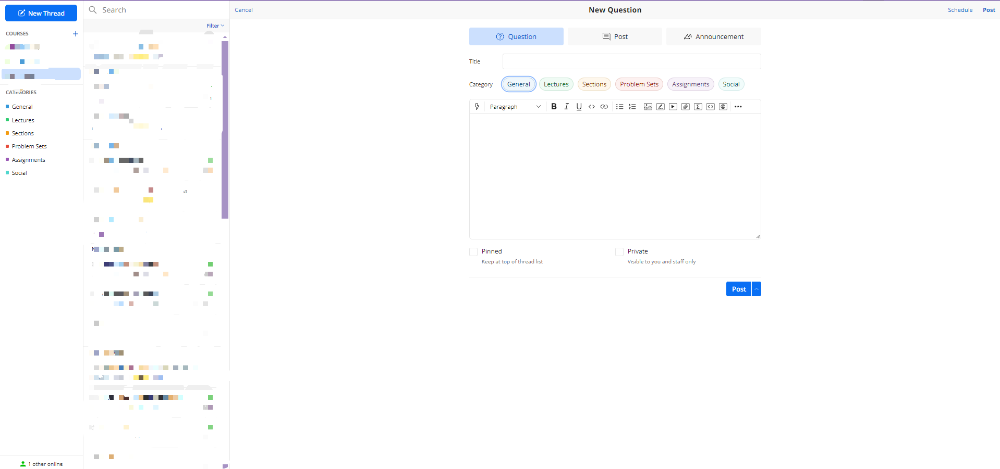 New Thread
COURSES
CATEGORIES
General
Lectures
Sections
Problem Sets
Assignments
Social
1 other online
Search
Filter
Cancel
New Question
Schedule Post
Question Post Announcement
Title
Category General Lectures Sections Problem Sets Assignments Social
Paragraph B I U
Pinned
Keep at top of thread list
Private
Visible to you and staff only
Post